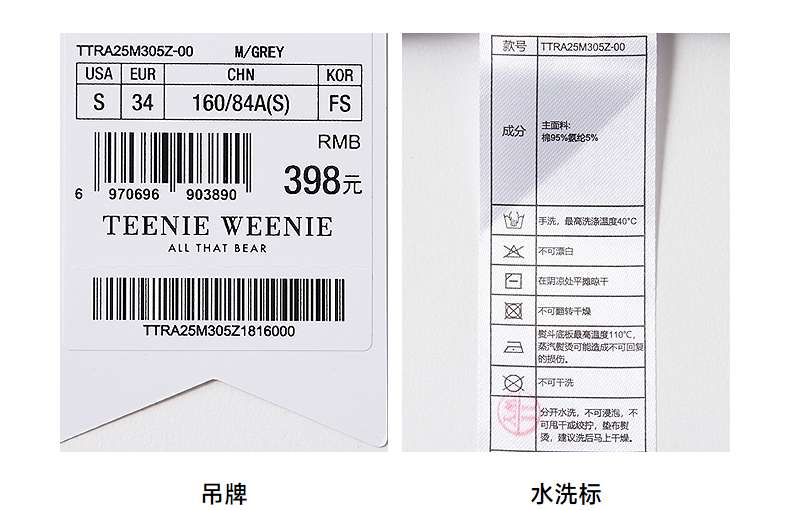 TTRA25M305Z-00 M/GREY
USA EUR CHN KOR
S 34 160/84A(S) FS
RMB
398元
6 970696 903890
TEENIE WEENIE
ALL THAT BEAR
TTRA25M305Z1816000
吊牌
款号 TTRA25M305Z-00
成分
主面料:
棉95%氨纶5%
手洗，最高洗涤温度40°C
不可漂白
在阴凉处平摊晾干
不可翻转干燥
熨斗底板最高温度110℃，
蒸汽熨烫可能造成不可回复
的损伤。
不可干洗
分开水洗，不可浸泡，不
可甩干或绞拧，垫布熨
烫，建议洗后马上干燥。
水洗标